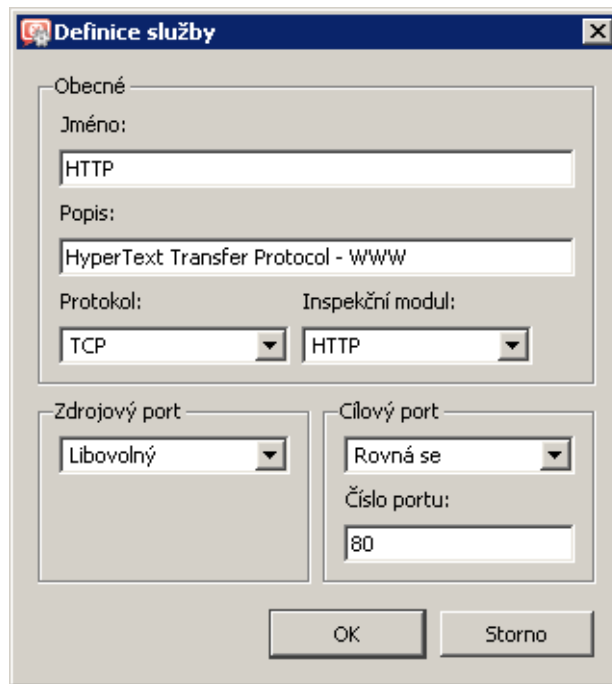 Definice služby
Obecné
Jméno:
HTTP
Popis:
HyperText Transfer Protocol - WWW
Protokol: Inspekční modul:
TCP HTTP
Zdrojový port Cílový port
Libovolný Rovná se
Číslo portu:
80
OK Storno